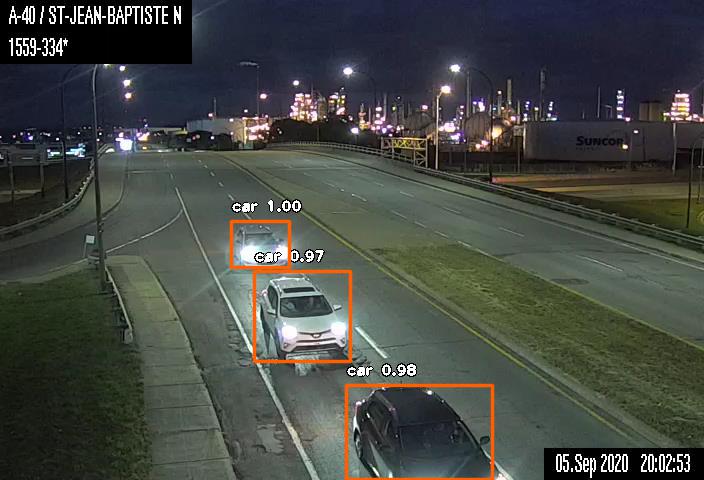 A-40 / ST-JEAN-BAPTISTE N
1559-334*
SUNCOR
car 1.00
car 0.97
car 0.98
05.Sep 2020 20:02:53